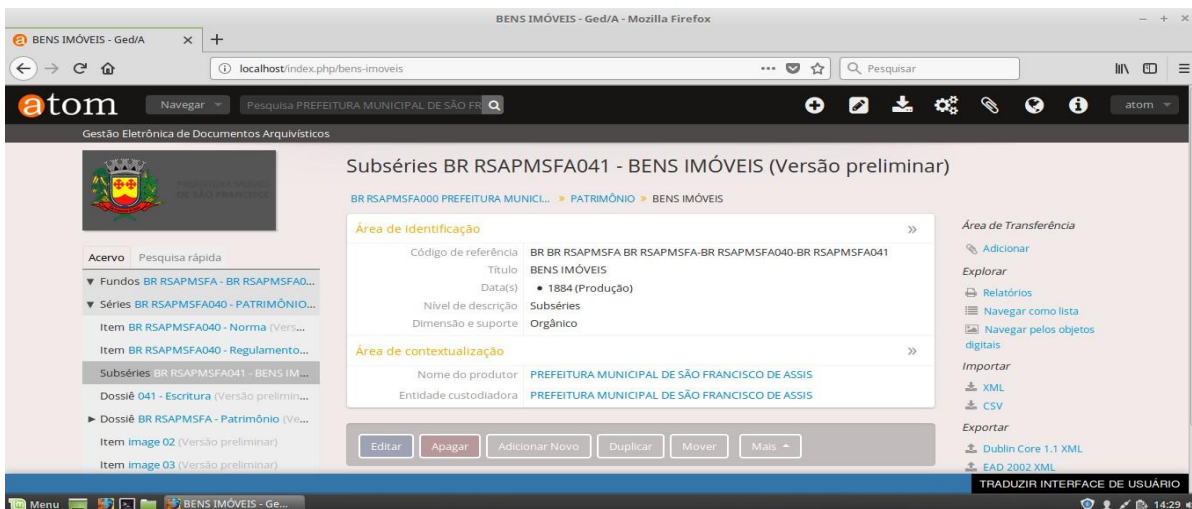 BENS IMÓVEIS - Ged/A - Mozilla Firefox
BENS IMÓVEIS - Ged/A
localhost/index.php/bens-imoveis
Pesquisar
atom
Navegar
Pesquisa PREFEITURA MUNICIPAL DE SÃO FR
atom
Gestão Eletrônica de Documentos Arquivísticos
DE SÃO FRANCISCO
Acervo
Pesquisa rápida
Fundos BR RSAPMSFA - BR RSAPMSFA0...
Séries BR RSAPMSFA040 - PATRIMÔNIO...
Item BR RSAPMSFA040 - Norma (Vers...
Item BR RSAPMSFA040 - Regulamento...
Subséries BR RSAPMSFA041 - BENS IM...
Dossiê 041 - Escritura (Versão prelimin...
Dossiê BR RSAPMSFA - Patrimônio (Ve...
Item image 02 (Versão preliminar)
Item image 03 (Versão preliminar)
Subséries BR RSAPMSFA041 - BENS IMÓVEIS (Versão preliminar)
BR RSAPMSFA000 PREFEITURA MUNICI... » PATRIMÔNIO » BENS IMÓVEIS
Área de identificação »
Código de referência BR BR RSAPMSFA BR RSAPMSFA-BR RSAPMSFA040-BR RSAPMSFA041
Título BENS IMÓVEIS
Data(s) • 1884 (Produção)
Nível de descrição Subséries
Dimensão e suporte Orgânico
Área de contextualização »
Nome do produtor PREFEITURA MUNICIPAL DE SÃO FRANCISCO DE ASSIS
Entidade custodiadora PREFEITURA MUNICIPAL DE SÃO FRANCISCO DE ASSIS
Editar
Apagar
Adicionar Novo
Duplicar
Mover
Mais
Área de Transferência
Adicionar
Explorar
Relatórios
Navegar como lista
Navegar pelos objetos
digitais
Importar
XML
CSV
Exportar
Dublin Core 1.1 XML
EAD 2002 XML
TRADUZIR INTERFACE DE USUÁRIO
Menu
BENS IMÓVEIS - Ge...
14:29